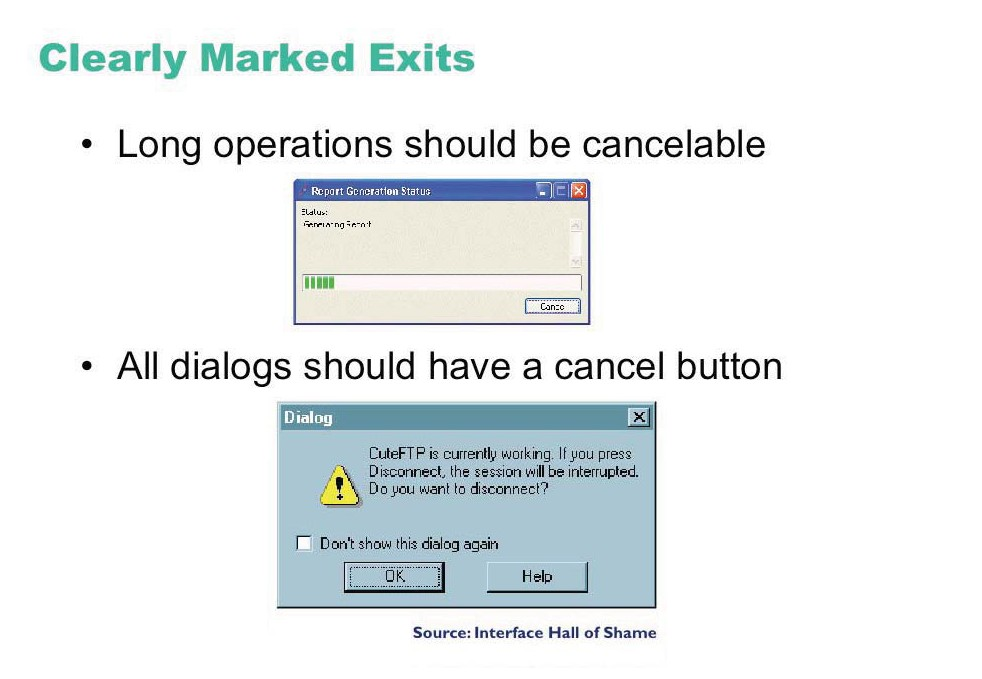 Clearly Marked Exits
• Long operations should be cancelable
Report Generation Status
Status:
Generating Report
Cancel
• All dialogs should have a cancel button
Dialog
CuteFTP is currently working. If you press
Disconnect, the session will be interrupted.
Do you want to disconnect?
Don't show this dialog again
OK Help
Source: Interface Hall of Shame